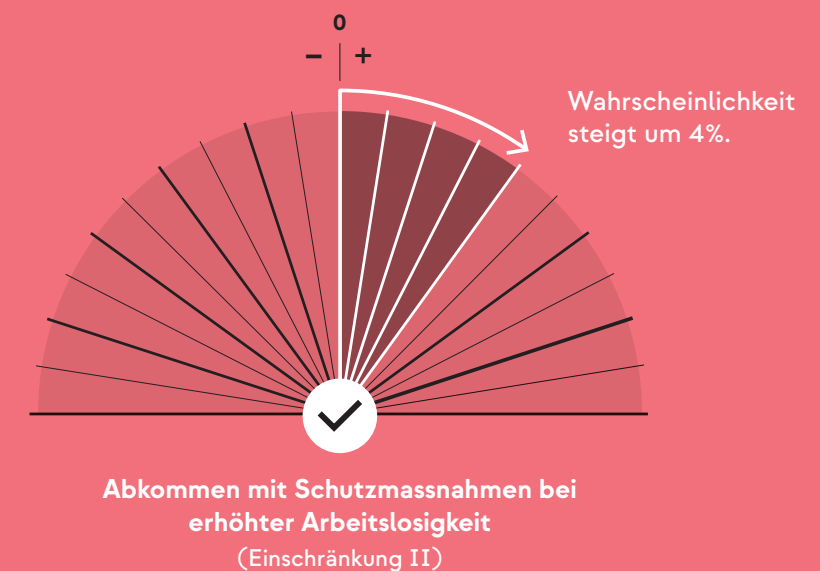 0
− +
Wahrscheinlichkeit
steigt um 4%.
Abkommen mit Schutzmassnahmen bei
erhöhter Arbeitslosigkeit
(Einschränkung II)